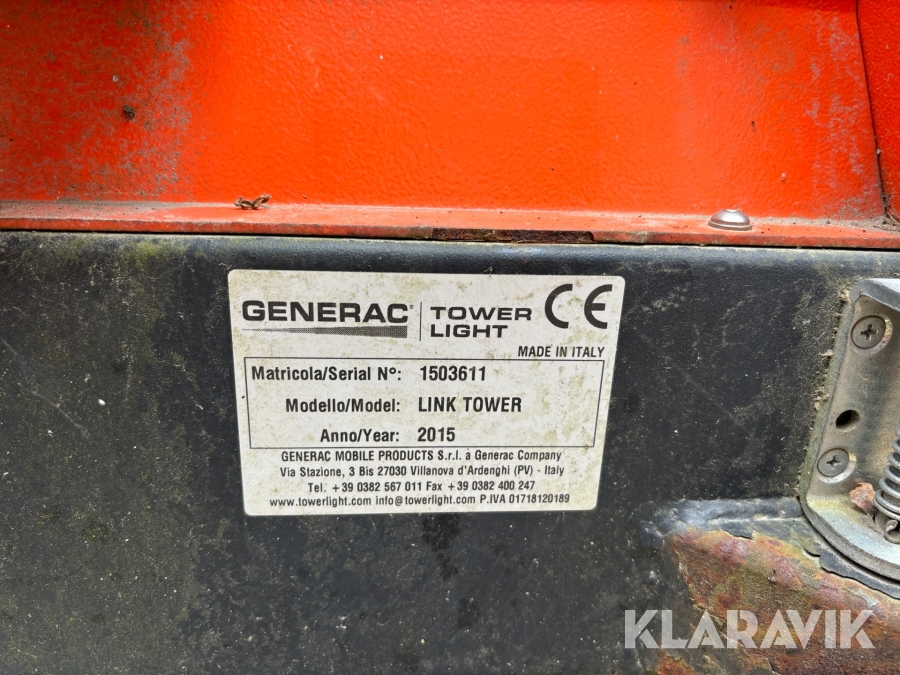 GENERAC® | TOWER LIGHT CE
MADE IN ITALY
Matricola/Serial N°: 1503611
Modello/Model: LINK TOWER
Anno/Year: 2015
GENERAC MOBILE PRODUCTS S.r.l. a Generac Company
Via Stazione, 3 Bis 27030 Villanova d'Ardenghi (PV) - Italy
Tel. +39 0382 567 011 Fax +39 0382 400 247
www.towerlight.com info@towerlight.com P.IVA 01718120189
KLARAVIK